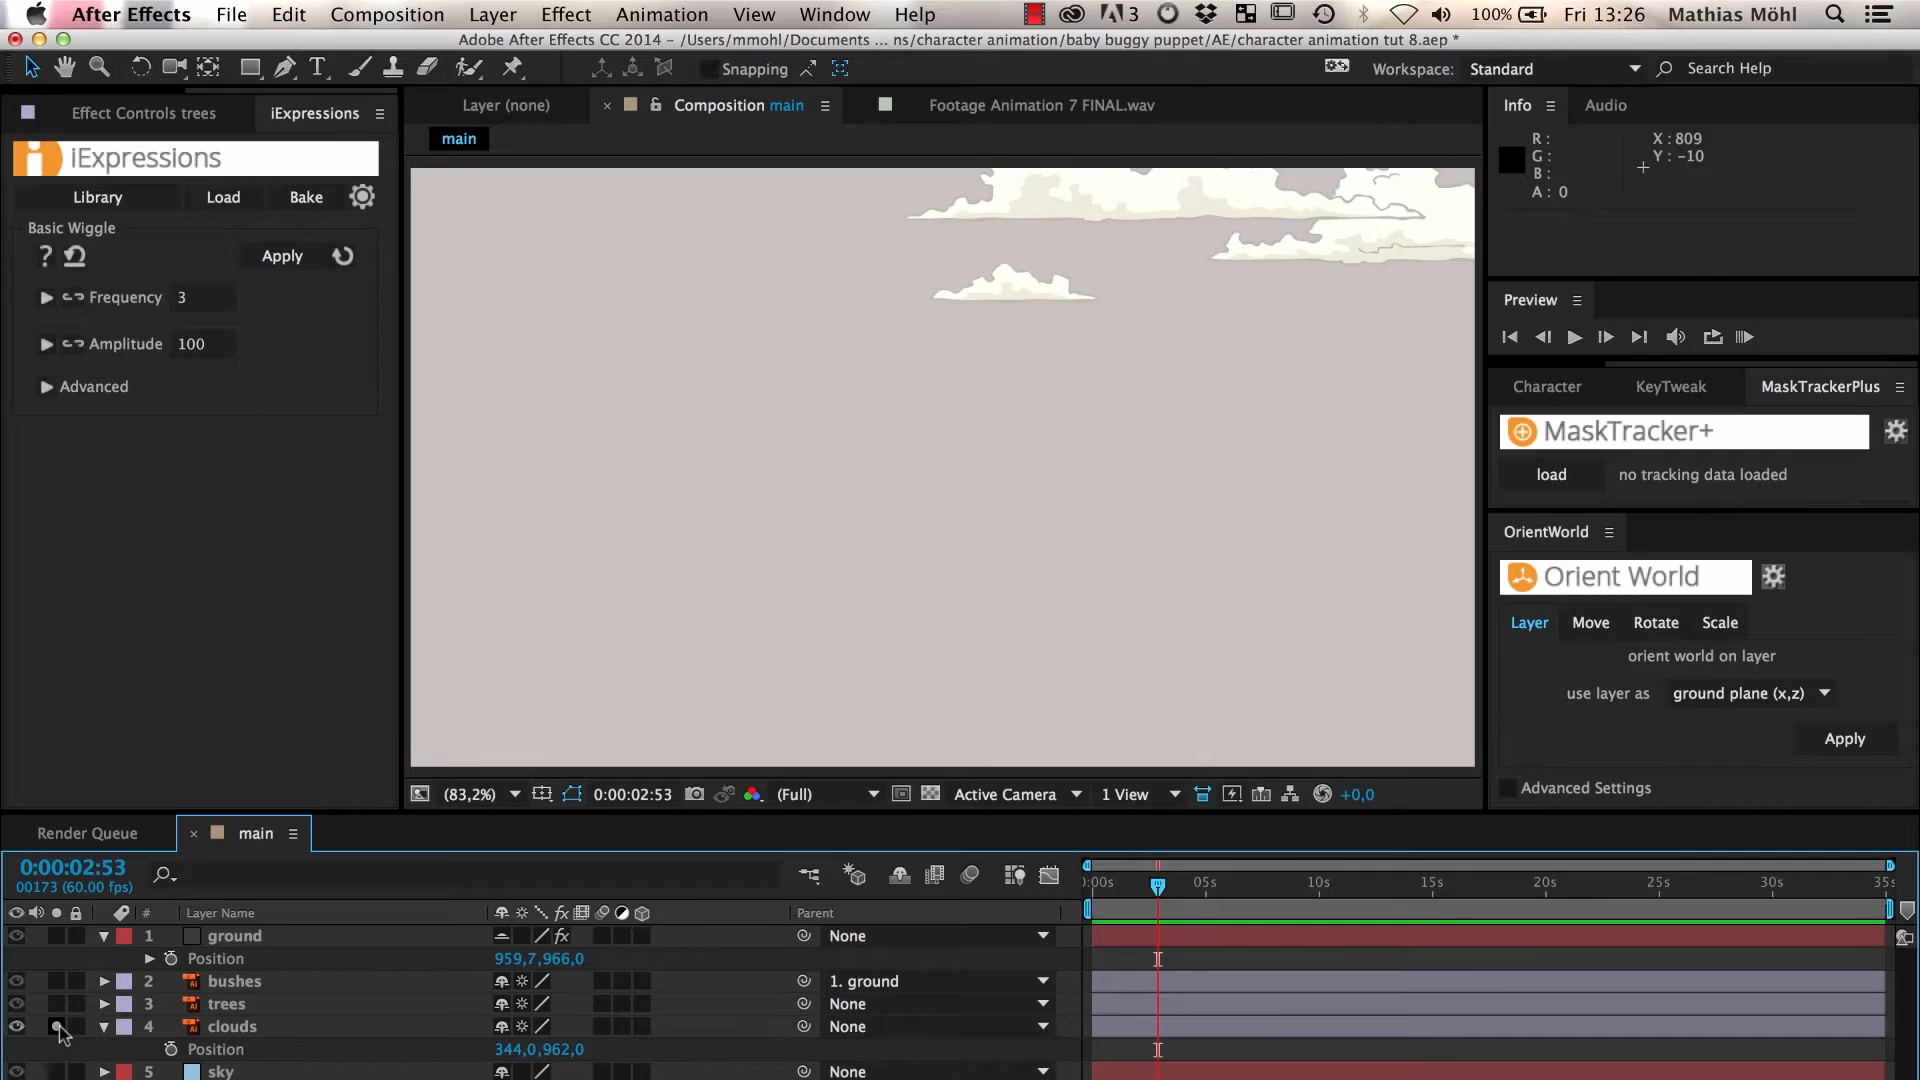 After Effects File Edit Composition Layer Effect Animation View Window Help 3 100% Fri 13:26 Mathias Möhl
Adobe After Effects CC 2014 – /Users/mmohl/Documents ... ns/character animation/baby buggy puppet/AE/character animation tut 8.aep *
Snapping Workspace: Standard Search Help
Effect Controls trees iExpressions
Layer (none) × Composition main Footage Animation 7 FINAL.wav
Info Audio
main
iExpressions
Library Load Bake
Basic Wiggle
? Apply
Frequency 3
Amplitude 100
Advanced
R :
G :
B :
A : 0
X : 809
Y : -10
Preview
Character KeyTweak MaskTrackerPlus
MaskTracker+
load no tracking data loaded
OrientWorld
Orient World
Layer Move Rotate Scale
orient world on layer
use layer as ground plane (x,z)
Apply
Advanced Settings
(83,2%) 0:00:02:53 (Full) Active Camera 1 View +0,0
Render Queue × main
0:00:02:53
00173 (60.00 fps)
):00s 05s 10s 15s 20s 25s 30s 35s
# Layer Name fx Parent
1 ground fx None
Position 959,7,966,0
2 bushes 1. ground
3 trees None
4 clouds None
Position 344,0,962,0
5 sky None